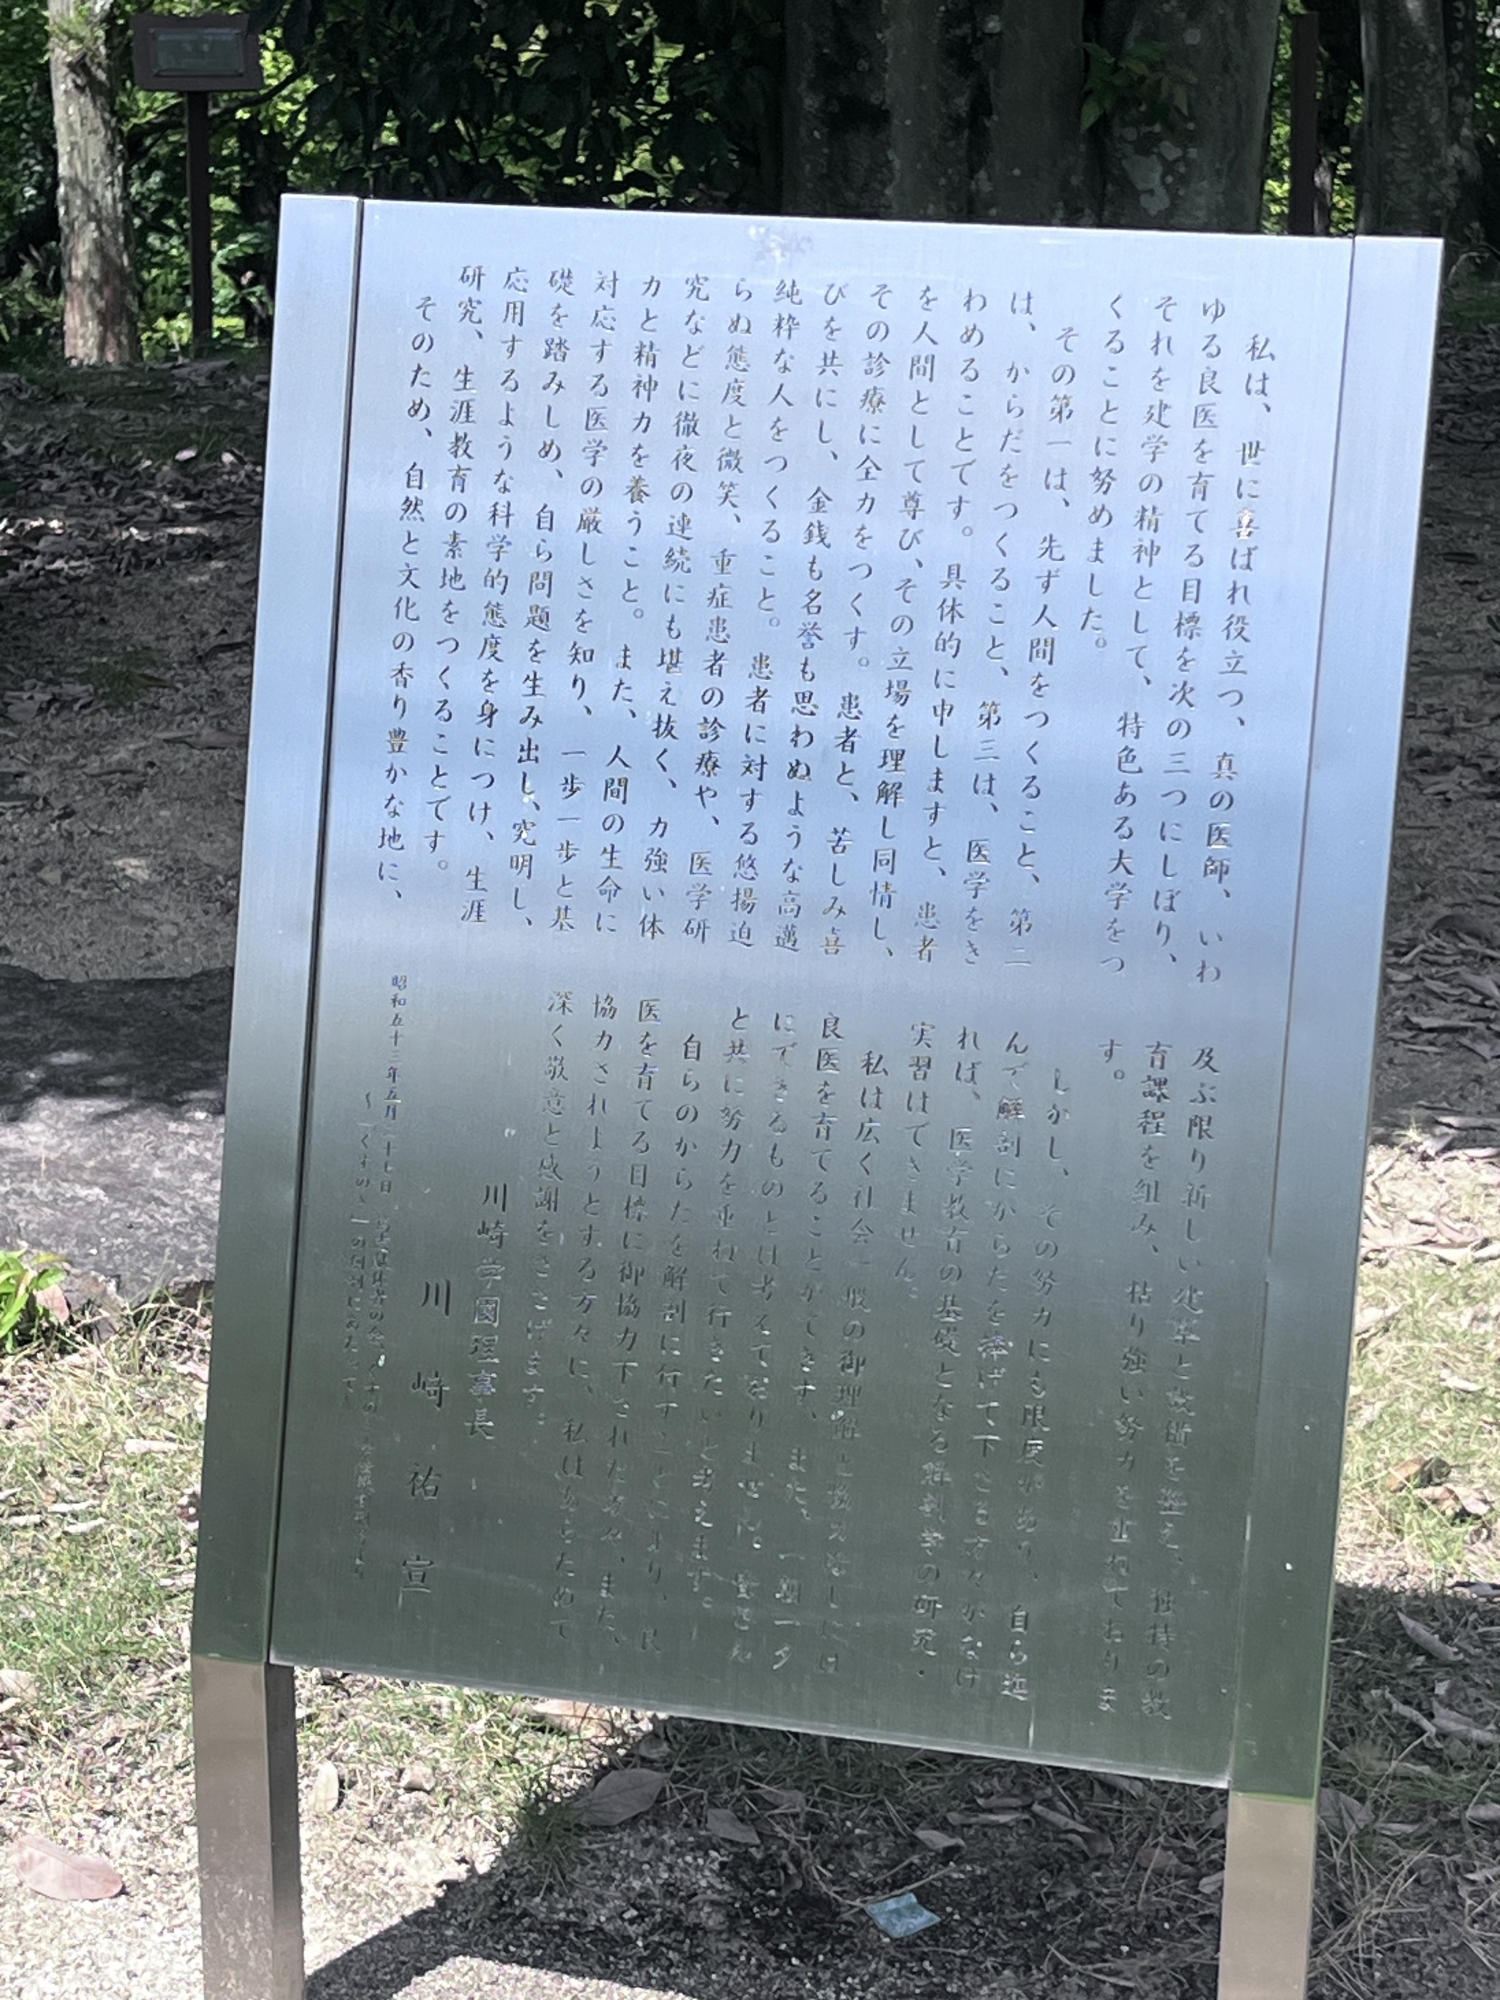 私は、世に喜ばれ役立つ、真の医師、いわ
ゆる良医を育てる目標を次の三つにしぼり、
それを建学の精神として、特色ある大学をつ
くることに努めました。
その第一は、先ず人間をつくること、第二
は、からだをつくること、第三は、医学をき
わめることです。具体的に申しますと、患者
を人間として尊び、その立場を理解し同情し、
その診療に全力をつくす。患者と、苦しみ喜
びを共にし、金銭も名誉も思わぬような高邁
純粋な人をつくること。患者に対する悠揚迫
らぬ態度と微笑、重症患者の診療や、医学研
究などに徹夜の連続にも堪え抜く、力強い体
力と精神力を養うこと。また、人間の生命に
対応する医学の厳しさを知り、一歩一歩と基
礎を踏みしめ、自ら問題を生み出し、究明し、
応用するような科学的態度を身につけ、生涯
研究、生涯教育の素地をつくることです。
そのため、自然と文化の香り豊かな地に、
及ぶ限り新しい建築と設備を整え、独特の教
育課程を組み、粘り強い努力を重ねておりま
す。
しかし、その努力にも限度があり、自ら進
んで解剖にからだを捧げて下さる方々がなけ
れば、医学教育の基礎となる解剖学の研究・
実習はできません。
私は広く社会一般の御理解と協力なしには
良医を育てることができず、また、一朝一夕
にできるものとは考えておりません。皆さん
と共に努力を重ねて行きたいと考えます。
自らのからだを解剖に行すことにより、良
医を育てる目標に御協力下された方々、また、
協力されようとする方々に、私はあらためて
深く敬意と感謝をささげます。
川崎学園理事長
川崎祐宣
昭和五十三年五月二十七日